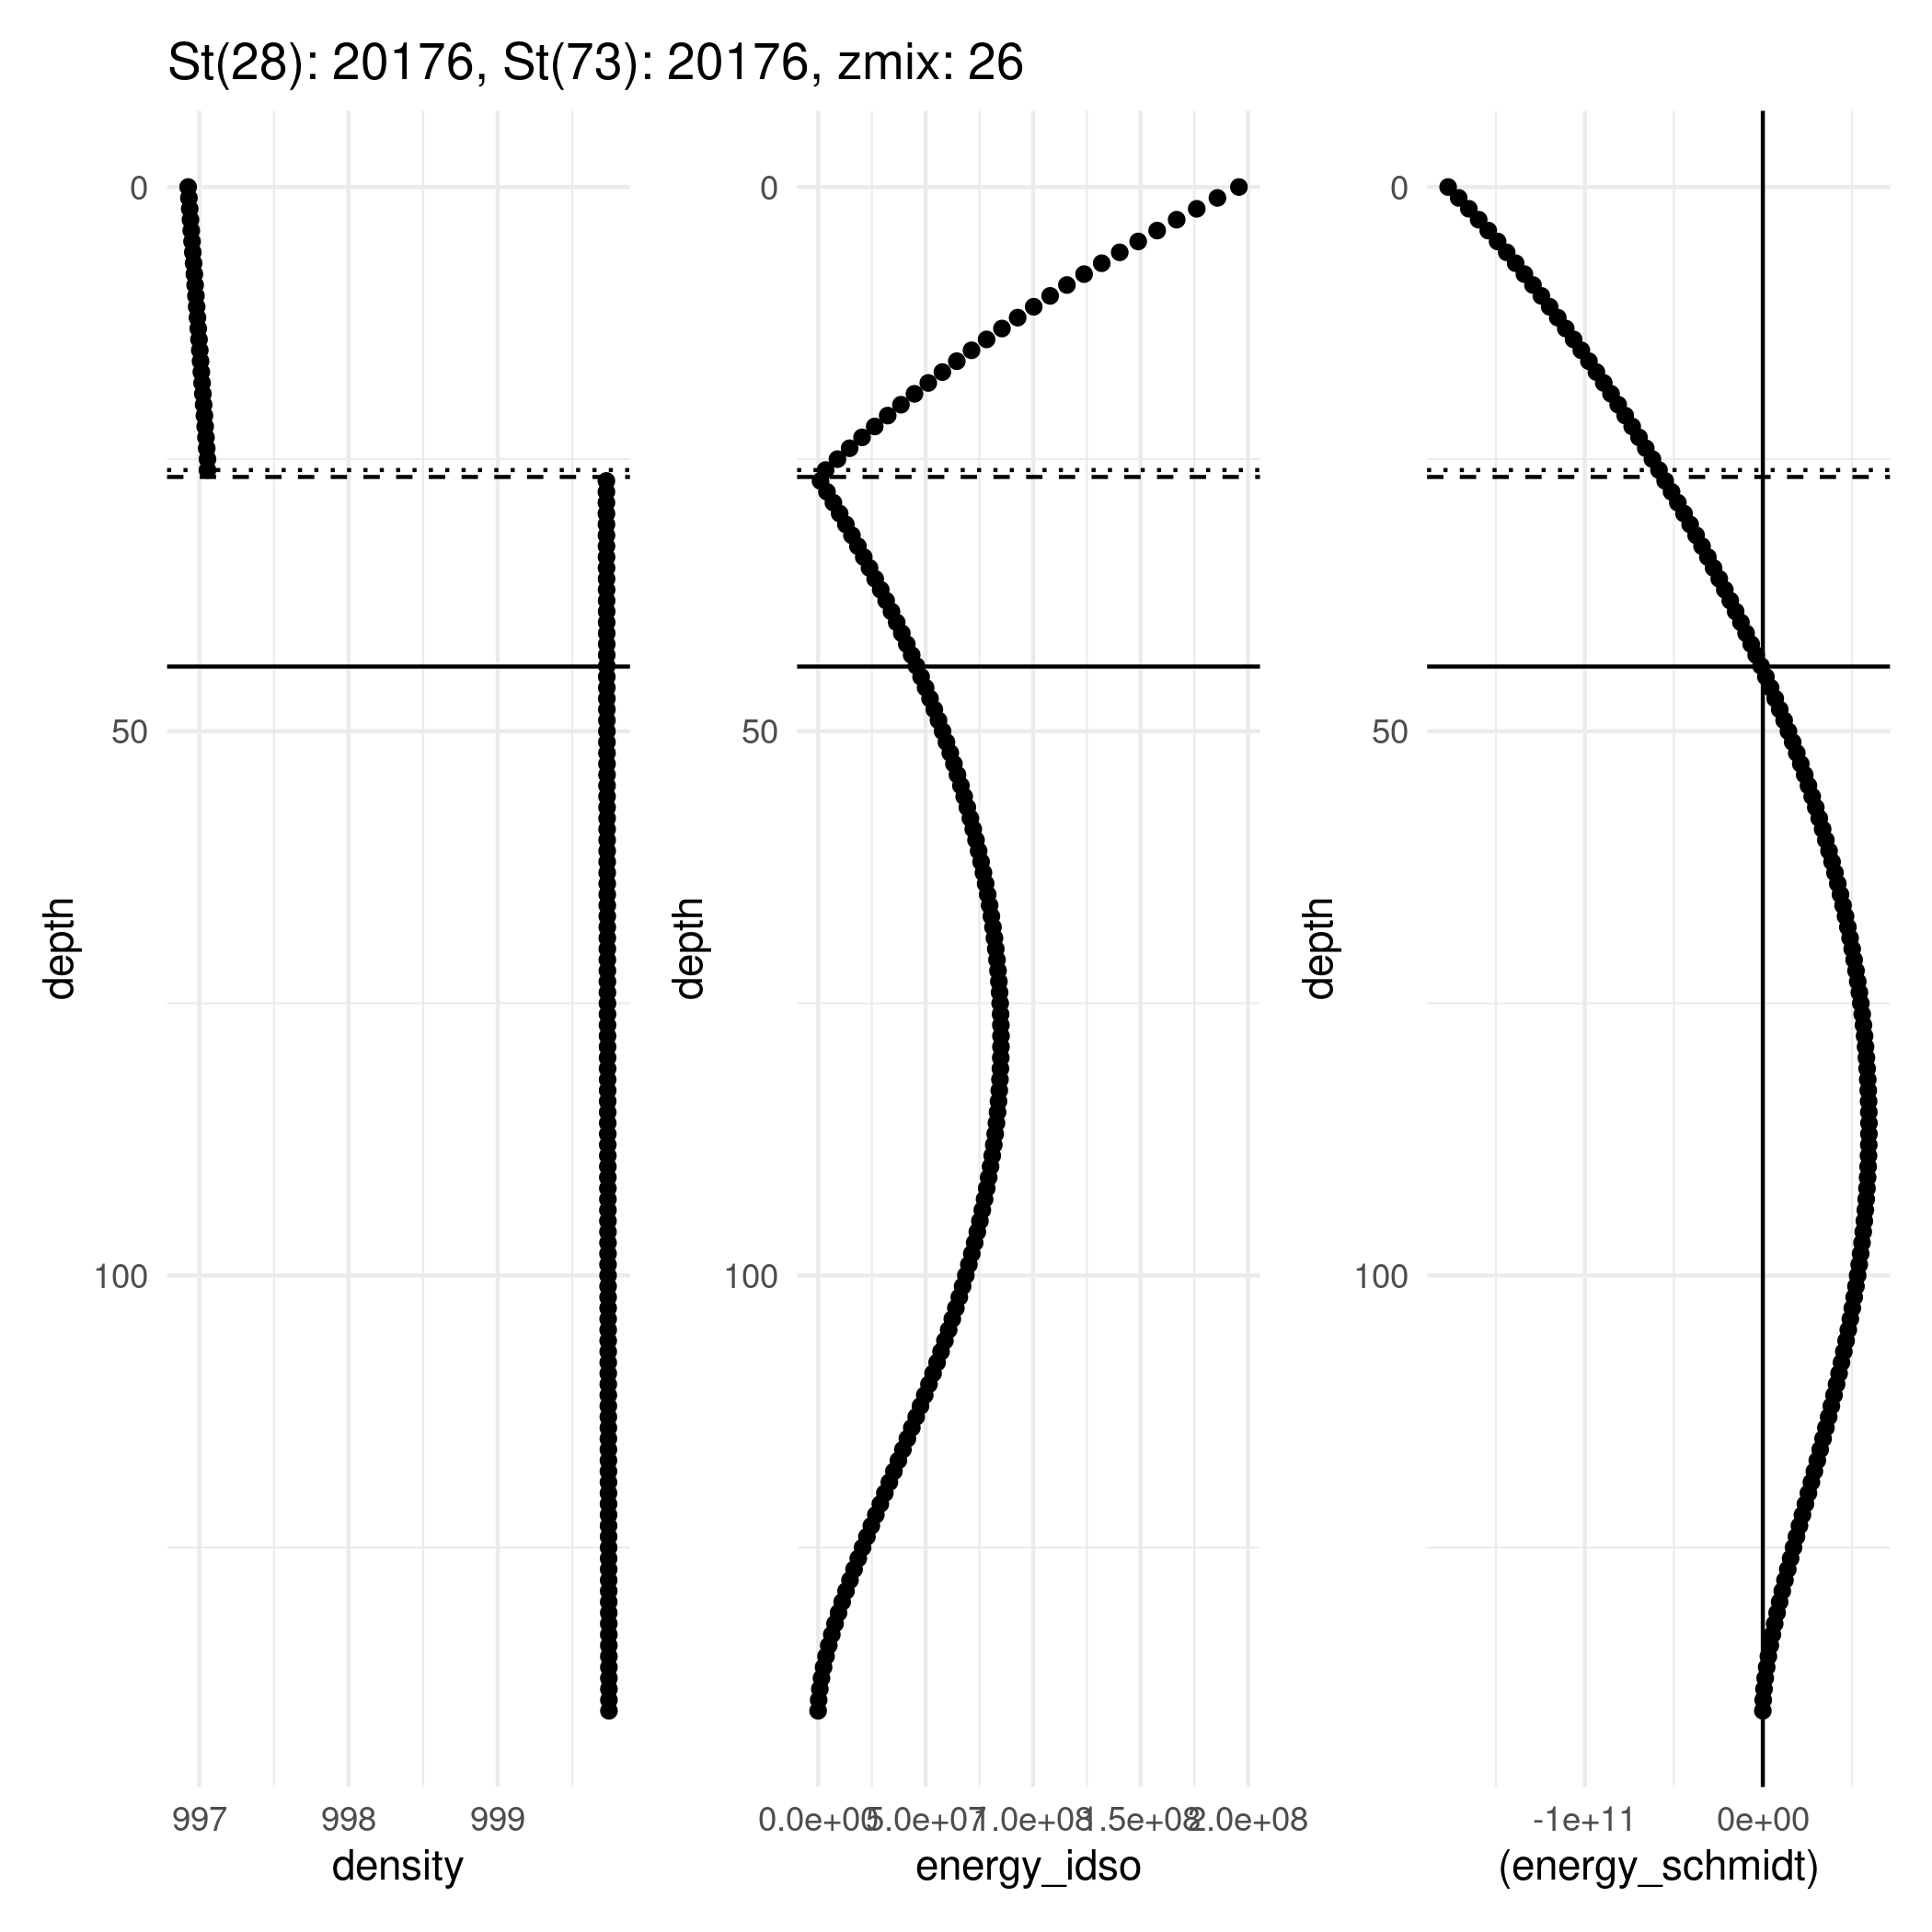 St(28): 20176, St(73): 20176, zmix: 26
0
50
100
depth
997 998 999
density
0
50
100
depth
0.0e+00 5.0e+07 1.0e+08 1.5e+08 2.0e+08
energy_idso
0
50
100
depth
-1e+11 0e+00
(energy_schmidt)